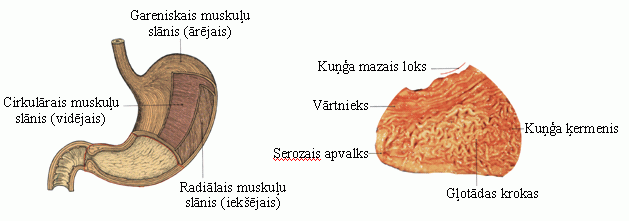 Gareniskais muskuļu
slānis (ārējais)
Cirkulārais muskuļu
slānis (vidējais)
Radiālais muskuļu
slānis (iekšējais)
Kuņģa mazais loks
Vārtnieks
Kuņģa ķermenis
Serozais apvalks
Gļotādas krokas